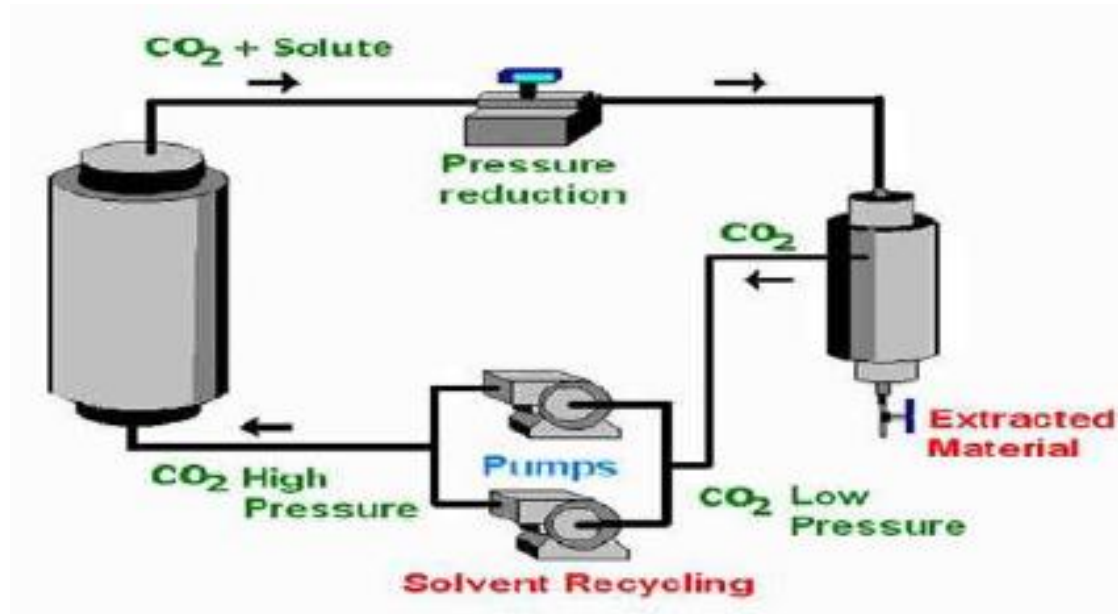 CO2 + Solute
Pressure
reduction
CO2
Extracted
Material
Pumps
CO2 High
Pressure
CO2 Low
Pressure
Solvent Recycling